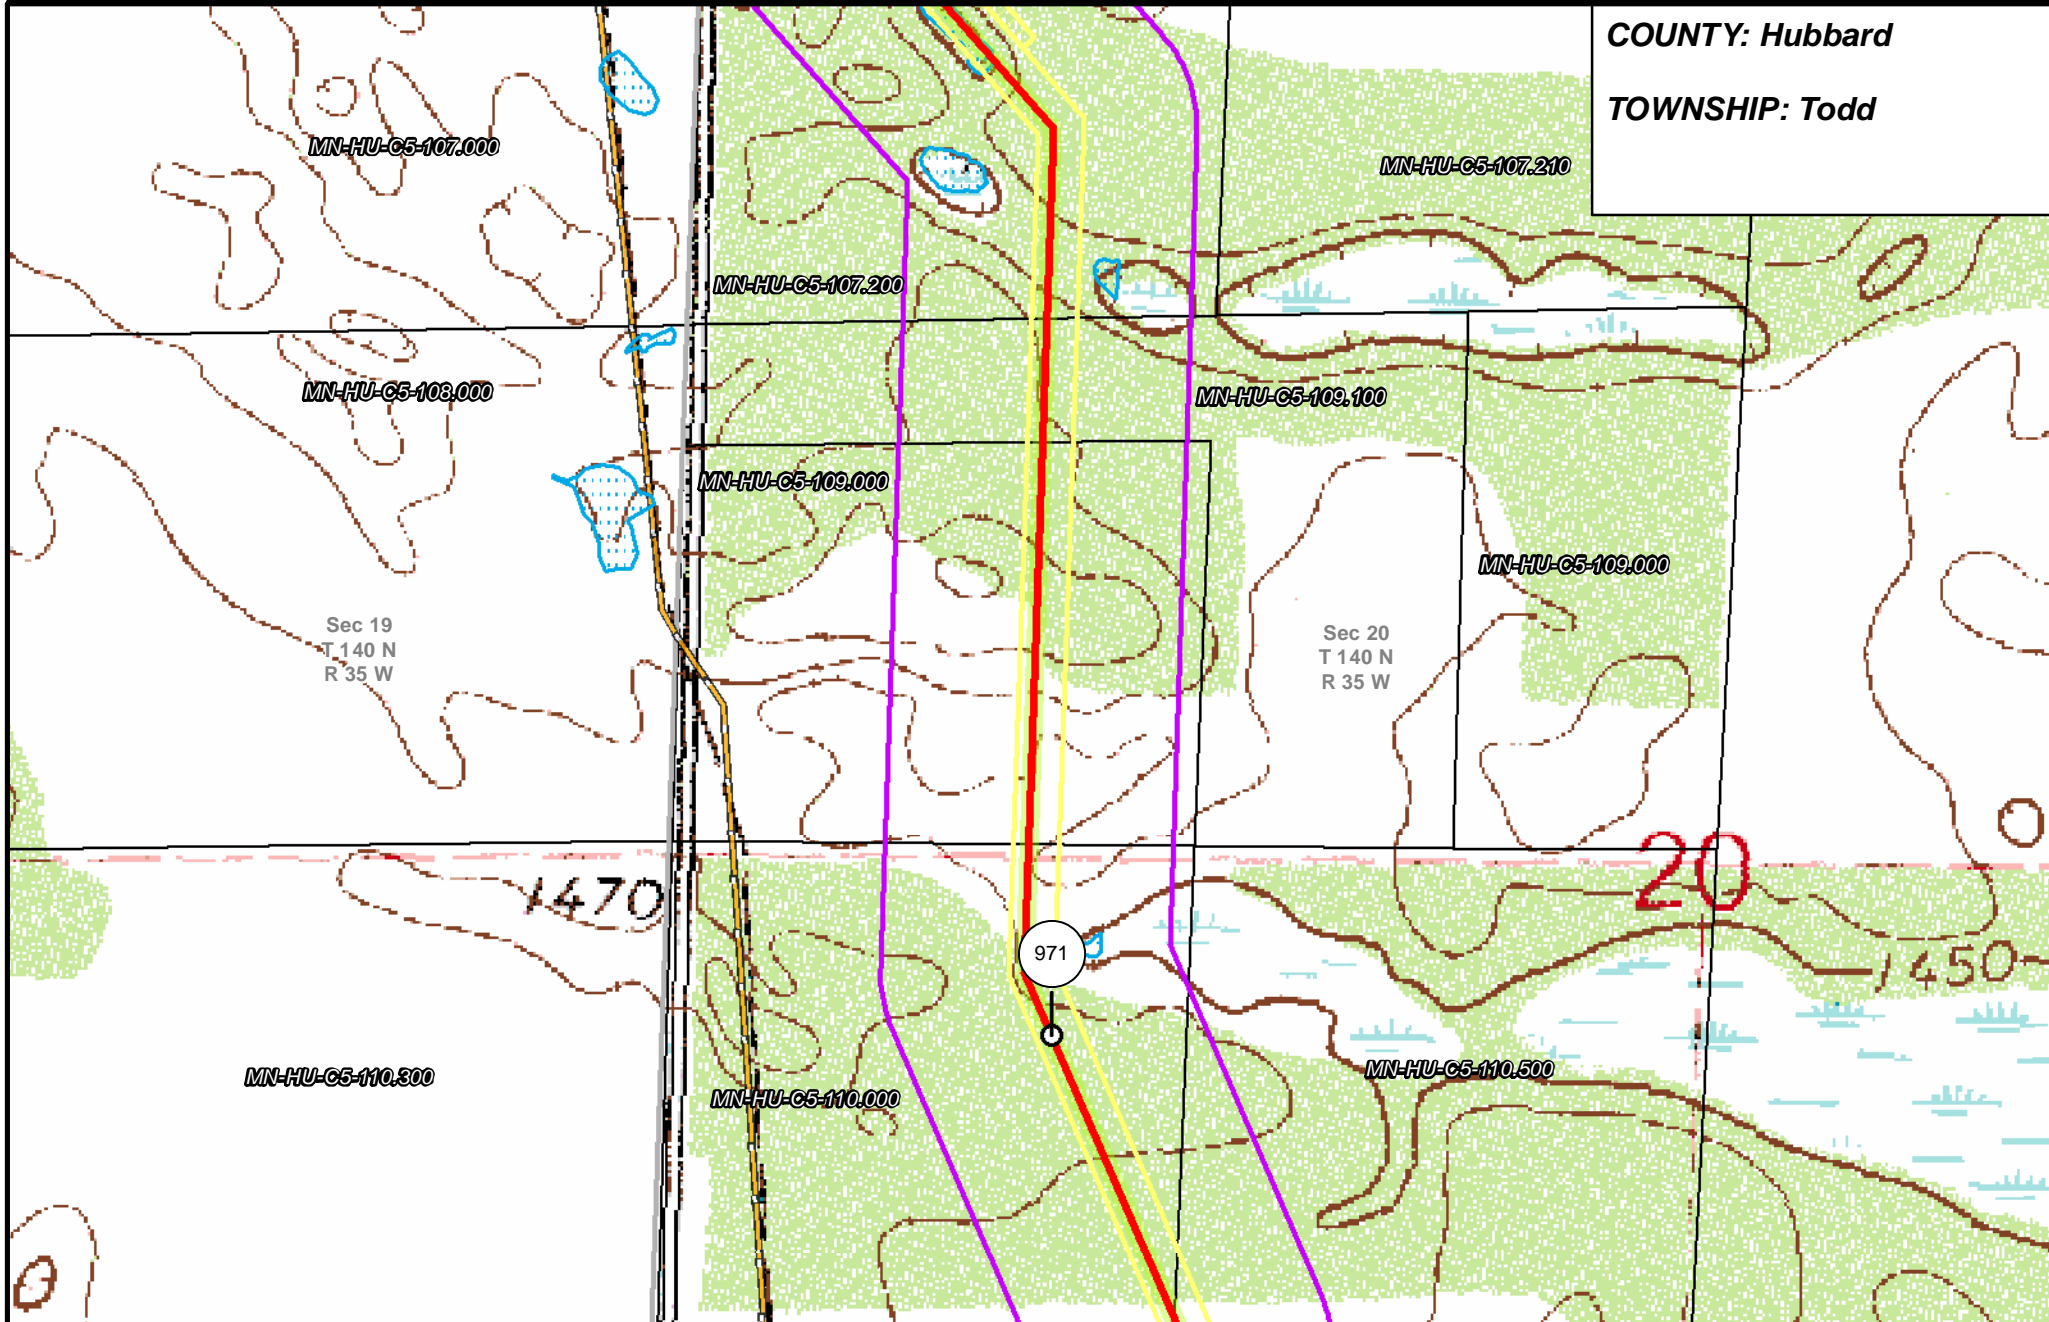 COUNTY: Hubbard
TOWNSHIP: Todd
MN-HU-C5-107.000
MN-HU-C5-107.210
MN-HU-C5-107.200
MN-HU-C5-108.000
MN-HU-C5-109.100
MN-HU-C5-109.000
MN-HU-C5-109.000
Sec 19
T 140 N
R 35 W
Sec 20
T 140 N
R 35 W
1470
20
971
1450
MN-HU-C5-110.300
MN-HU-C5-110.000
MN-HU-C5-110.500